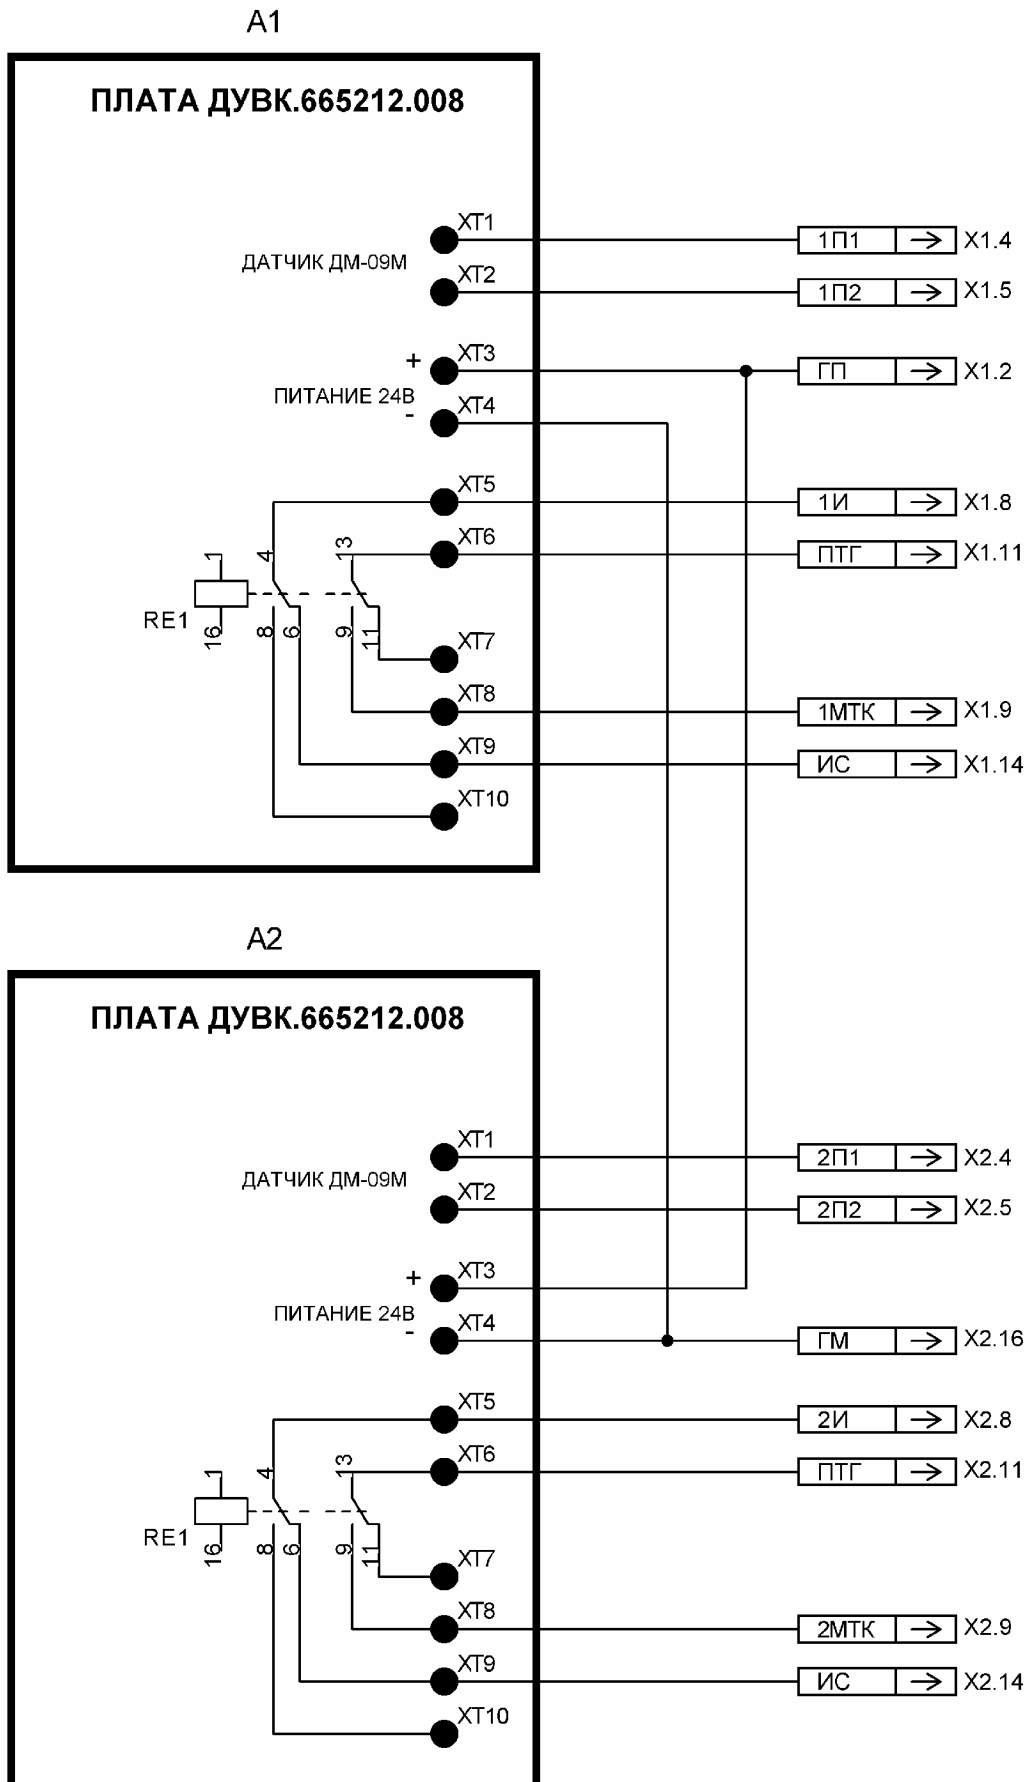 A1
ПЛАТА ДУВК.665212.008
XT1
1П1 → X1.4
ДАТЧИК ДМ-09М
XT2
1П2 → X1.5
+ XT3
ГП → X1.2
ПИТАНИЕ 24В
- XT4
XT5
1И → X1.8
XT6
ПТГ → X1.11
1 4 13
RE1
16 8 6 9 11
XT7
XT8
1МТК → X1.9
XT9
ИС → X1.14
XT10
A2
ПЛАТА ДУВК.665212.008
XT1
2П1 → X2.4
ДАТЧИК ДМ-09М
XT2
2П2 → X2.5
+ XT3
ПИТАНИЕ 24В
- XT4
ГМ → X2.16
XT5
2И → X2.8
XT6
ПТГ → X2.11
1 4 13
RE1
16 8 6 9 11
XT7
XT8
2МТК → X2.9
XT9
ИС → X2.14
XT10